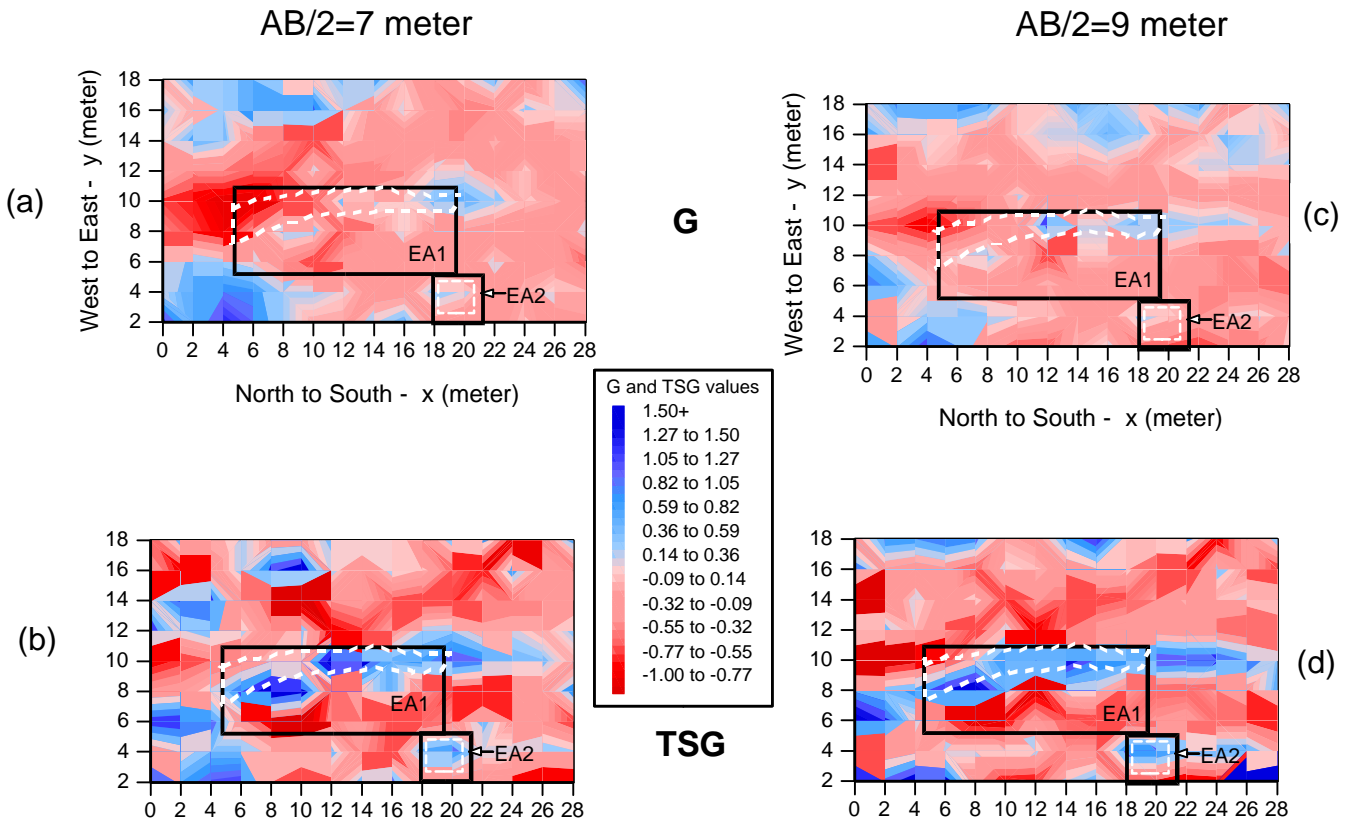 AB/2=7 meter
AB/2=9 meter
(a)
West to East - y (meter)
18
16
14
12
10
8
6
4
2
EA1
EA2
0 2 4 6 8 10 12 14 16 18 20 22 24 26 28
North to South - x (meter)
G
(c)
West to East - y (meter)
18
16
14
12
10
8
6
4
2
EA1
EA2
0 2 4 6 8 10 12 14 16 18 20 22 24 26 28
North to South - x (meter)
G and TSG values
1.50+
1.27 to 1.50
1.05 to 1.27
0.82 to 1.05
0.59 to 0.82
0.36 to 0.59
0.14 to 0.36
-0.09 to 0.14
-0.32 to -0.09
-0.55 to -0.32
-0.77 to -0.55
-1.00 to -0.77
(b)
18
16
14
12
10
8
6
4
2
EA1
EA2
0 2 4 6 8 10 12 14 16 18 20 22 24 26 28
TSG
(d)
18
16
14
12
10
8
6
4
2
EA1
EA2
0 2 4 6 8 10 12 14 16 18 20 22 24 26 28